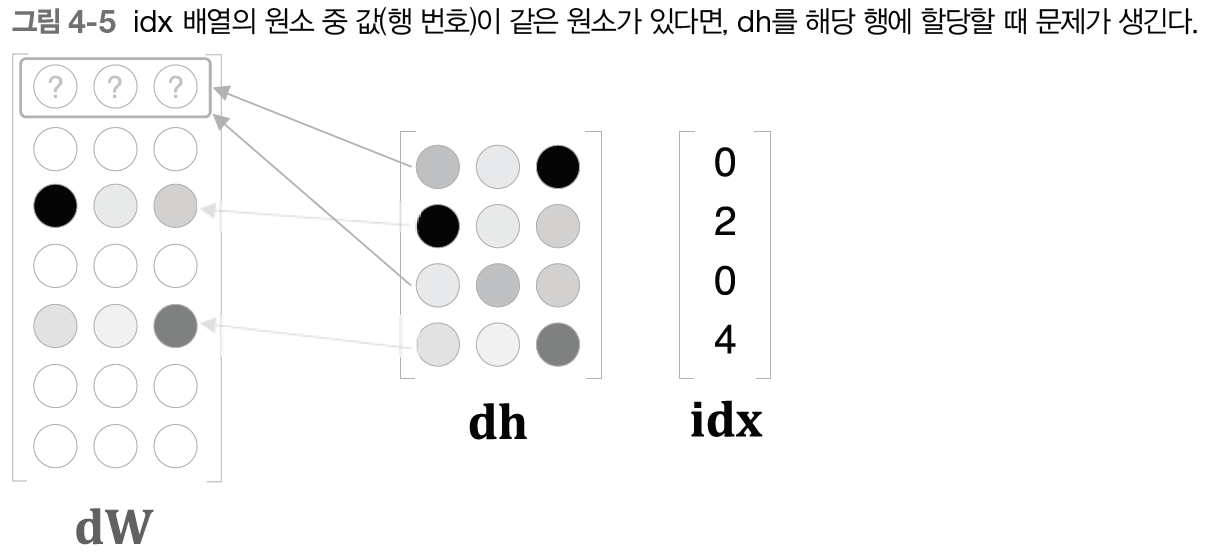 그림 4-5 idx 배열의 원소 중 값(행 번호)이 같은 원소가 있다면, dh를 해당 행에 할당할 때 문제가 생긴다.
? ? ?
0
2
0
4
dh
idx
dW